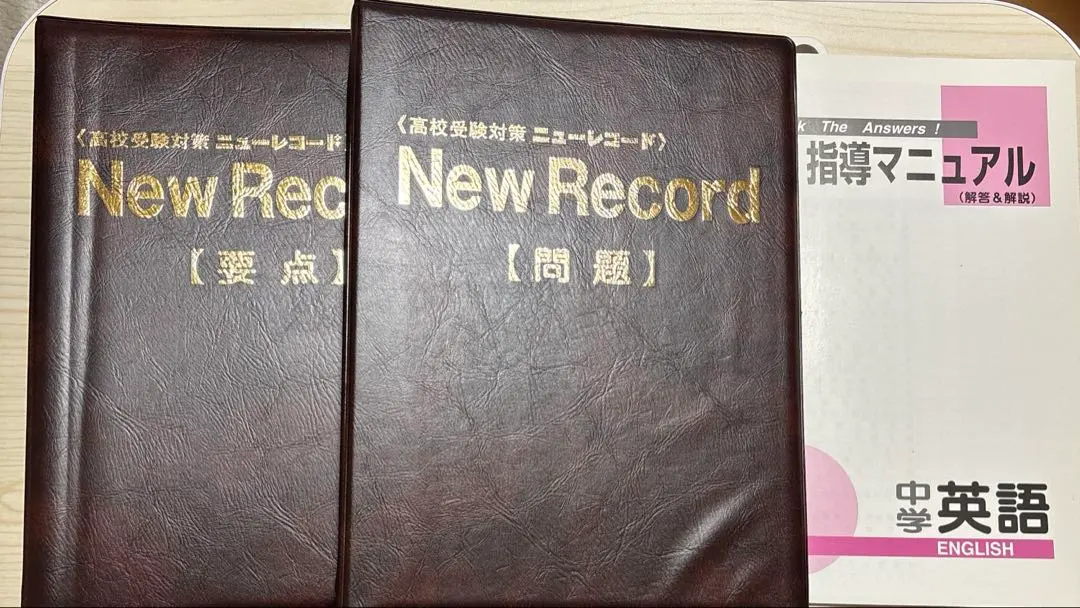 〈高校受験対策 ニューレコード
New Rec
【要点】
〈高校受験対策 ニューレコード〉
New Record
【問題】
The Answers !
指導マニュアル
(解答&解説)
中学 英語
ENGLISH